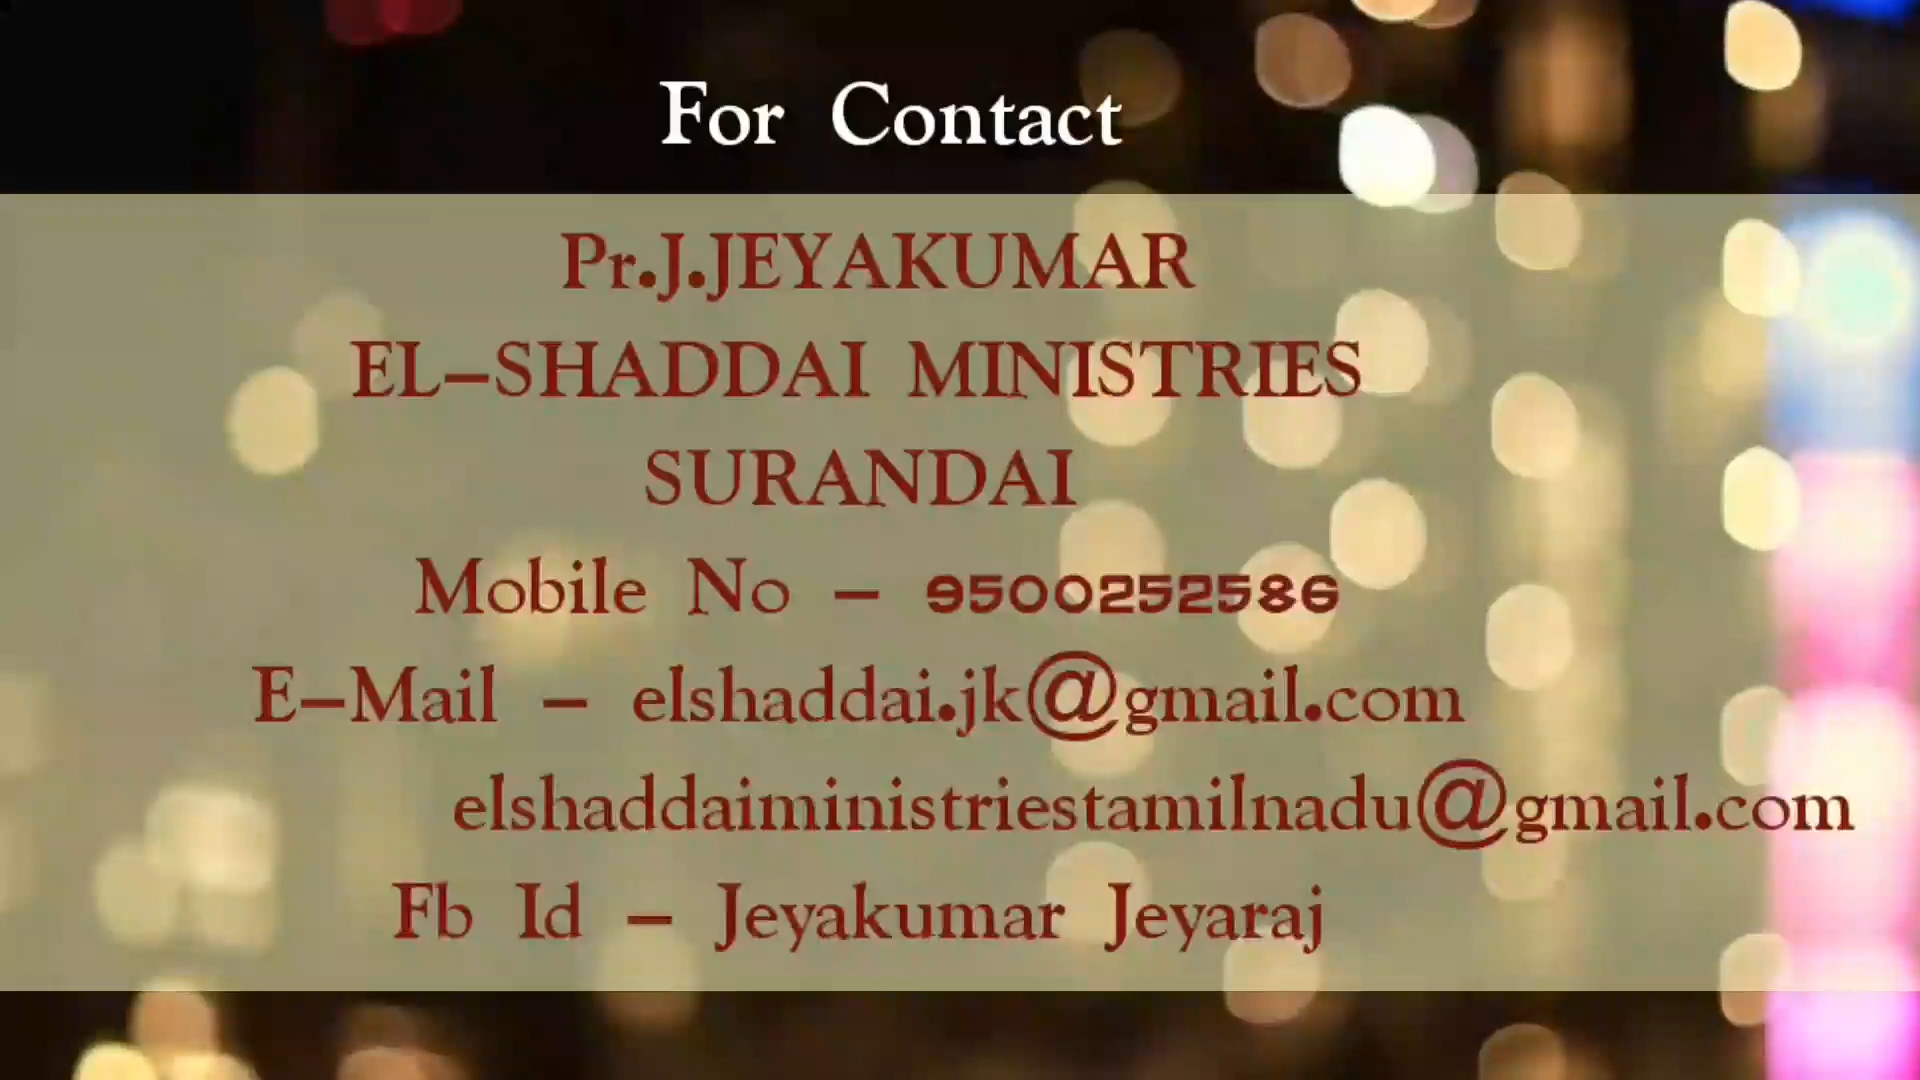 For Contact
Pr.J.JEYAKUMAR
EL-SHADDAI MINISTRIES
SURANDAI
Mobile No - 9500252586
E-Mail - elshaddai.jk@gmail.com
elshaddaiministriestamilnadu@gmail.com
Fb Id - Jeyakumar Jeyaraj